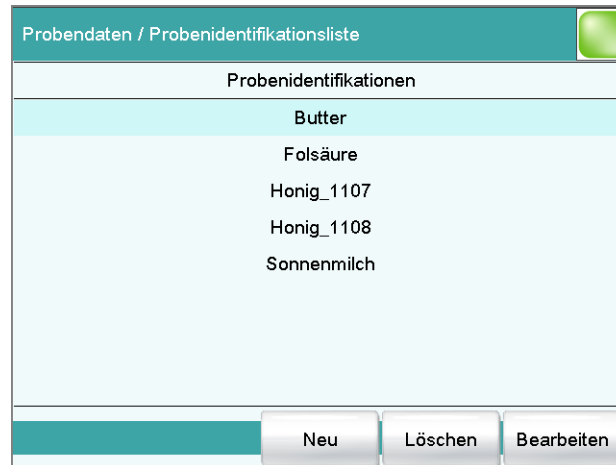 Probendaten / Probenidentifikationsliste
Probenidentifikationen
Butter
Folsäure
Honig_1107
Honig_1108
Sonnenmilch
Neu Löschen Bearbeiten